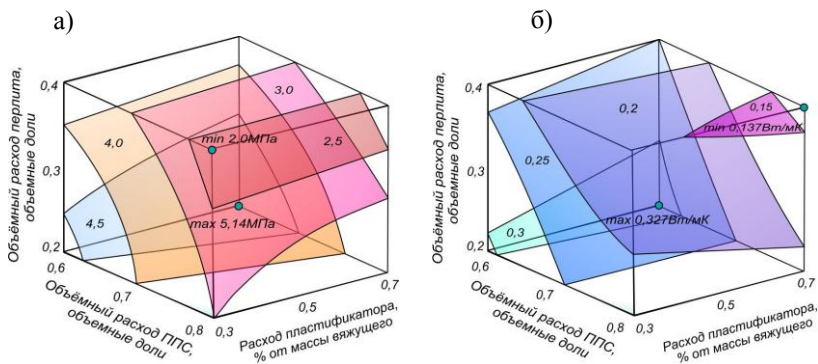 а)
0,4
Объёмный расход перлита,
объемные доли
0,3
0,2
4,0
4,5
3,0
2,5
min 2,0МПа
max 5,14МПа
0,6
0,7
0,8
Объёмный расход ППС,
объемные доли
0,3
0,5
0,7
Расход пластификатора,
% от массы вяжущего
б)
0,4
Объёмный расход перлита,
объемные доли
0,3
0,2
0,25
0,3
0,2
0,15
min 0,137Вт/мК
max 0,327Вт/мК
0,6
0,7
0,8
Объёмный расход ППС,
объемные доли
0,3
0,5
0,7
Расход пластификатора,
% от массы вяжущего